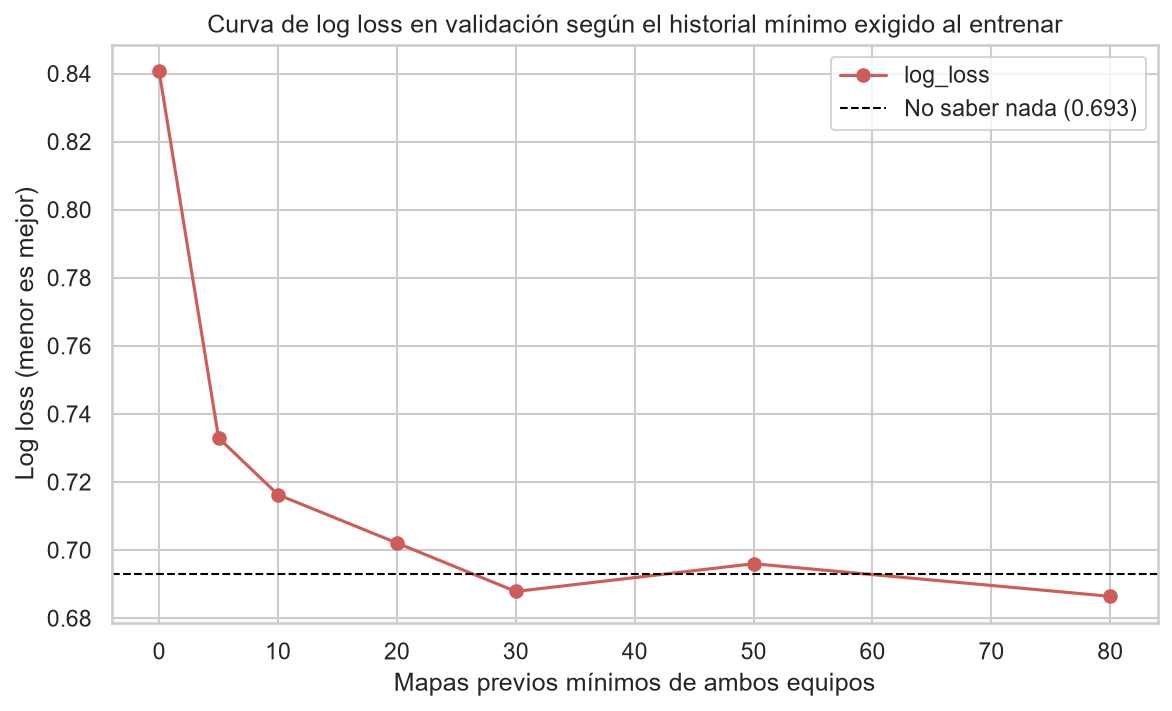 Curva de log loss en validación según el historial mínimo exigido al entrenar
log_loss
No saber nada (0.693)
Log loss (menor es mejor)
0.84
0.82
0.80
0.78
0.76
0.74
0.72
0.70
0.68
0 10 20 30 40 50 60 70 80
Mapas previos mínimos de ambos equipos